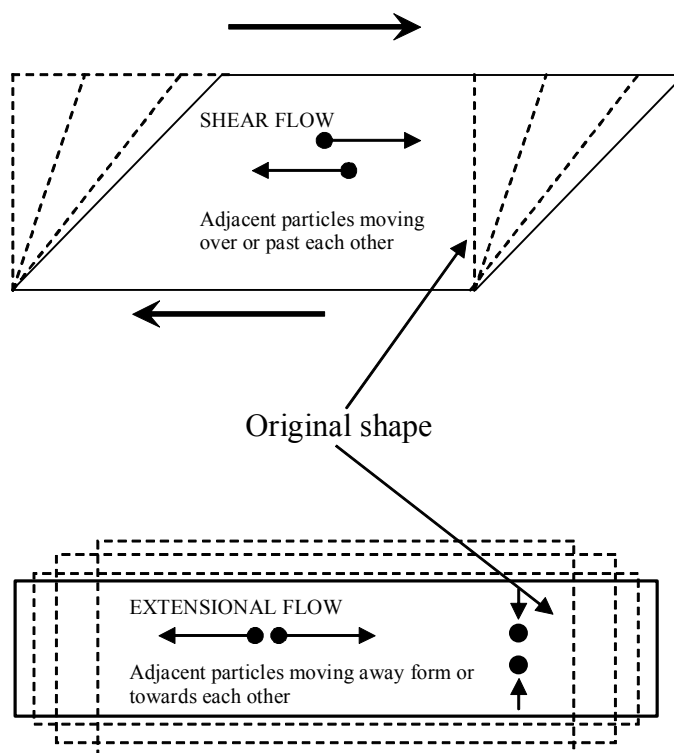 SHEAR FLOW
Adjacent particles moving
over or past each other
Original shape
EXTENSIONAL FLOW
Adjacent particles moving away form or
towards each other